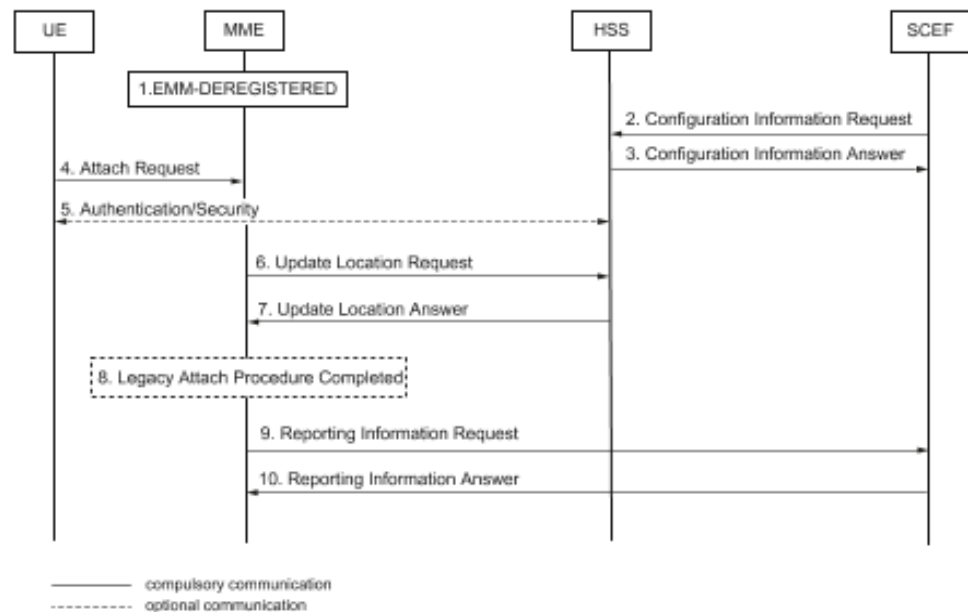 UE
MME
HSS
SCEF
1.EMM-DEREGISTERED
2. Configuration Information Request
3. Configuration Information Answer
4. Attach Request
5. Authentication/Security
6. Update Location Request
7. Update Location Answer
8. Legacy Attach Procedure Completed
9. Reporting Information Request
10. Reporting Information Answer
compulsory communication
optional communication